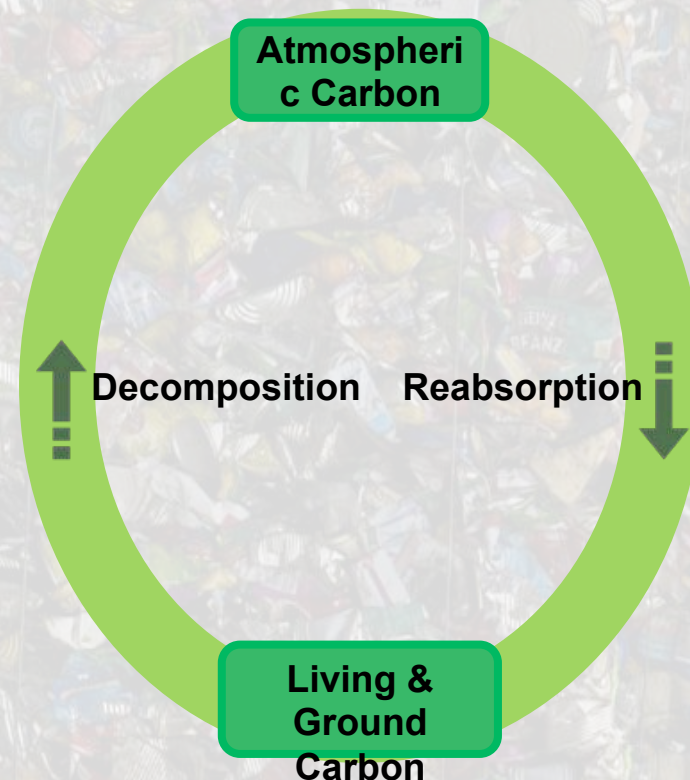 Atmospheri
c Carbon
Decomposition Reabsorption
Living &
Ground
Carbon